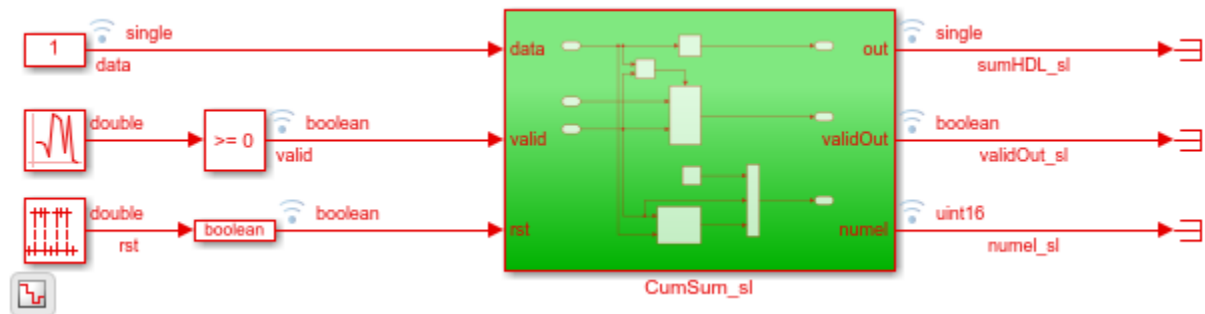 single
1
data
data
out
single
sumHDL_sl
double
>= 0
boolean
valid
valid
validOut
boolean
validOut_sl
double
rst
boolean
boolean
rst
numel
uint16
numel_sl
CumSum_sl